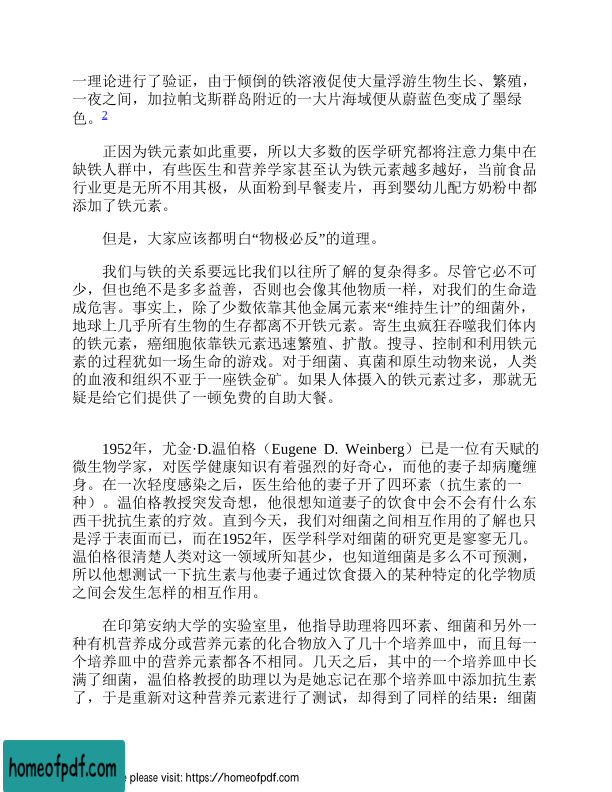 一理论进行了验证，由于倾倒的铁溶液促使大量浮游生物生长、繁殖，
一夜之间，加拉帕戈斯群岛附近的一大片海域便从蔚蓝色变成了墨绿
色。2
正因为铁元素如此重要，所以大多数的医学研究都将注意力集中在
缺铁人群中，有些医生和营养学家甚至认为铁元素越多越好，当前食品
行业更是无所不用其极，从面粉到早餐麦片，再到婴幼儿配方奶粉中都
添加了铁元素。
但是，大家应该都明白“物极必反”的道理。
我们与铁的关系要远比我们以往所了解的复杂得多。尽管它必不可
少，但也绝不是多多益善，否则也会像其他物质一样，对我们的生命造
成危害。事实上，除了少数依靠其他金属元素来“维持生计”的细菌外，
地球上几乎所有生物的生存都离不开铁元素。寄生虫疯狂吞噬我们体内
的铁元素，癌细胞依靠铁元素迅速繁殖、扩散。搜寻、控制和利用铁元
素的过程犹如一场生命的游戏。对于细菌、真菌和原生动物来说，人类
的血液和组织不亚于一座铁金矿。如果人体摄入的铁元素过多，那就无
疑是给它们提供了一顿免费的自助大餐。
1952年，尤金·D.温伯格（Eugene D. Weinberg）已是一位有天赋的
微生物学家，对医学健康知识有着强烈的好奇心，而他的妻子却病魔缠
身。在一次轻度感染之后，医生给他的妻子开了四环素（抗生素的一
种）。温伯格教授突发奇想，他很想知道妻子的饮食中会不会有什么东
西干扰抗生素的疗效。直到今天，我们对细菌之间相互作用的了解也只
是浮于表面而已，而在1952年，医学科学对细菌的研究更是寥寥无几。
温伯格很清楚人类对这一领域所知甚少，也知道细菌是多么不可预测，
所以他想测试一下抗生素与他妻子通过饮食摄入的某种特定的化学物质
之间会发生怎样的相互作用。
在印第安纳大学的实验室里，他指导助理将四环素、细菌和另外一
种有机营养成分或营养元素的化合物放入了几十个培养皿中，而且每一
个培养皿中的营养元素都各不相同。几天之后，其中的一个培养皿中长
满了细菌，温伯格教授的助理以为是她忘记在那个培养皿中添加抗生素
了，于是重新对这种营养元素进行了测试，却得到了同样的结果：细菌
homeofpdf.com
please visit: https://homeofpdf.com